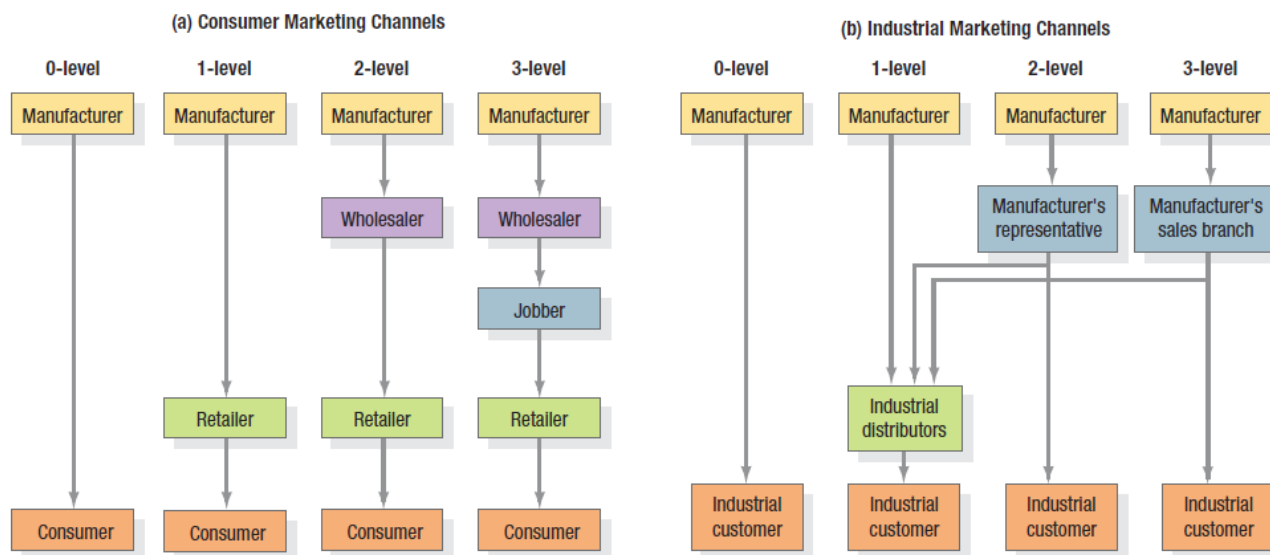 (a) Consumer Marketing Channels
0-level 1-level 2-level 3-level
Manufacturer Manufacturer Manufacturer Manufacturer
Wholesaler Wholesaler
Jobber
Retailer Retailer Retailer
Consumer Consumer Consumer Consumer
(b) Industrial Marketing Channels
0-level 1-level 2-level 3-level
Manufacturer Manufacturer Manufacturer Manufacturer
Manufacturer's Manufacturer's
representative sales branch
Industrial
distributors
Industrial Industrial Industrial Industrial
customer customer customer customer